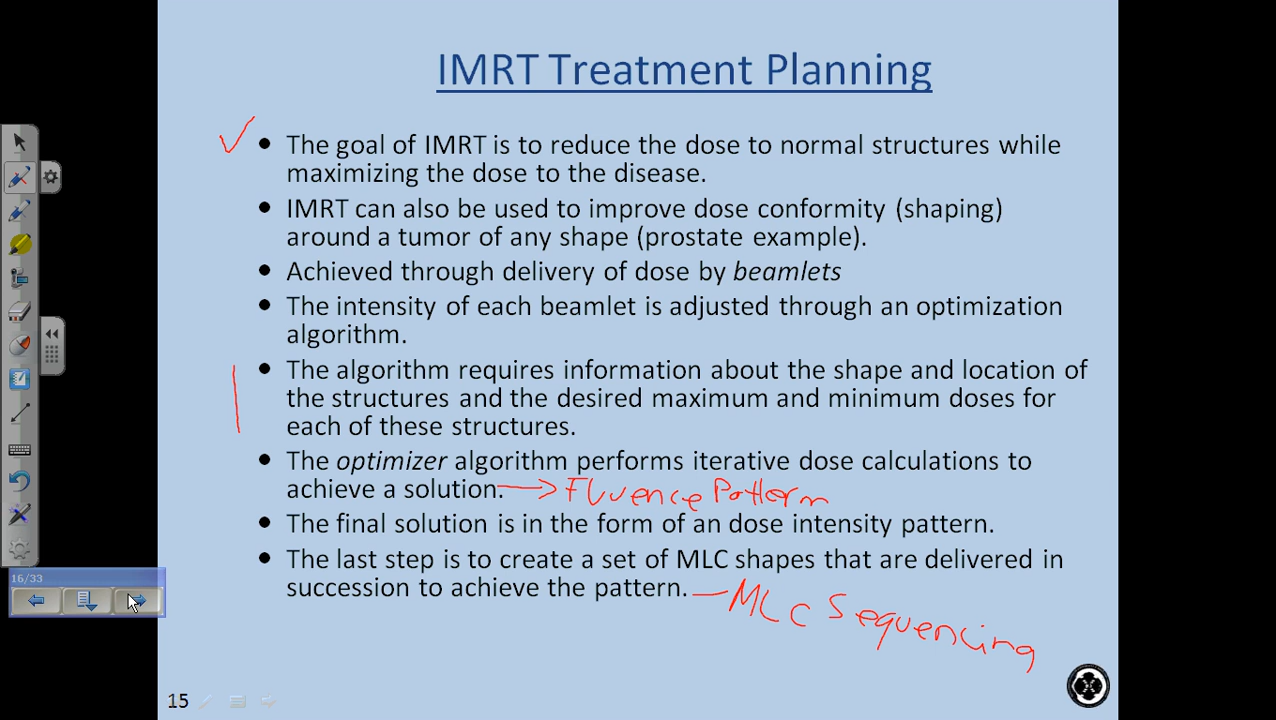 IMRT Treatment Planning
• The goal of IMRT is to reduce the dose to normal structures while
maximizing the dose to the disease.
• IMRT can also be used to improve dose conformity (shaping)
around a tumor of any shape (prostate example).
• Achieved through delivery of dose by beamlets
• The intensity of each beamlet is adjusted through an optimization
algorithm.
• The algorithm requires information about the shape and location of
the structures and the desired maximum and minimum doses for
each of these structures.
• The optimizer algorithm performs iterative dose calculations to
achieve a solution. → Fluence Pattern
• The final solution is in the form of an dose intensity pattern.
• The last step is to create a set of MLC shapes that are delivered in
succession to achieve the pattern. – MLC Sequencing
16/33
15